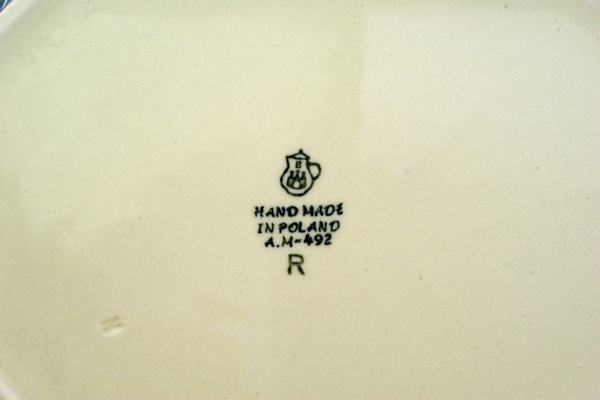 B
HAND MADE
IN POLAND
A.M-492
R
N